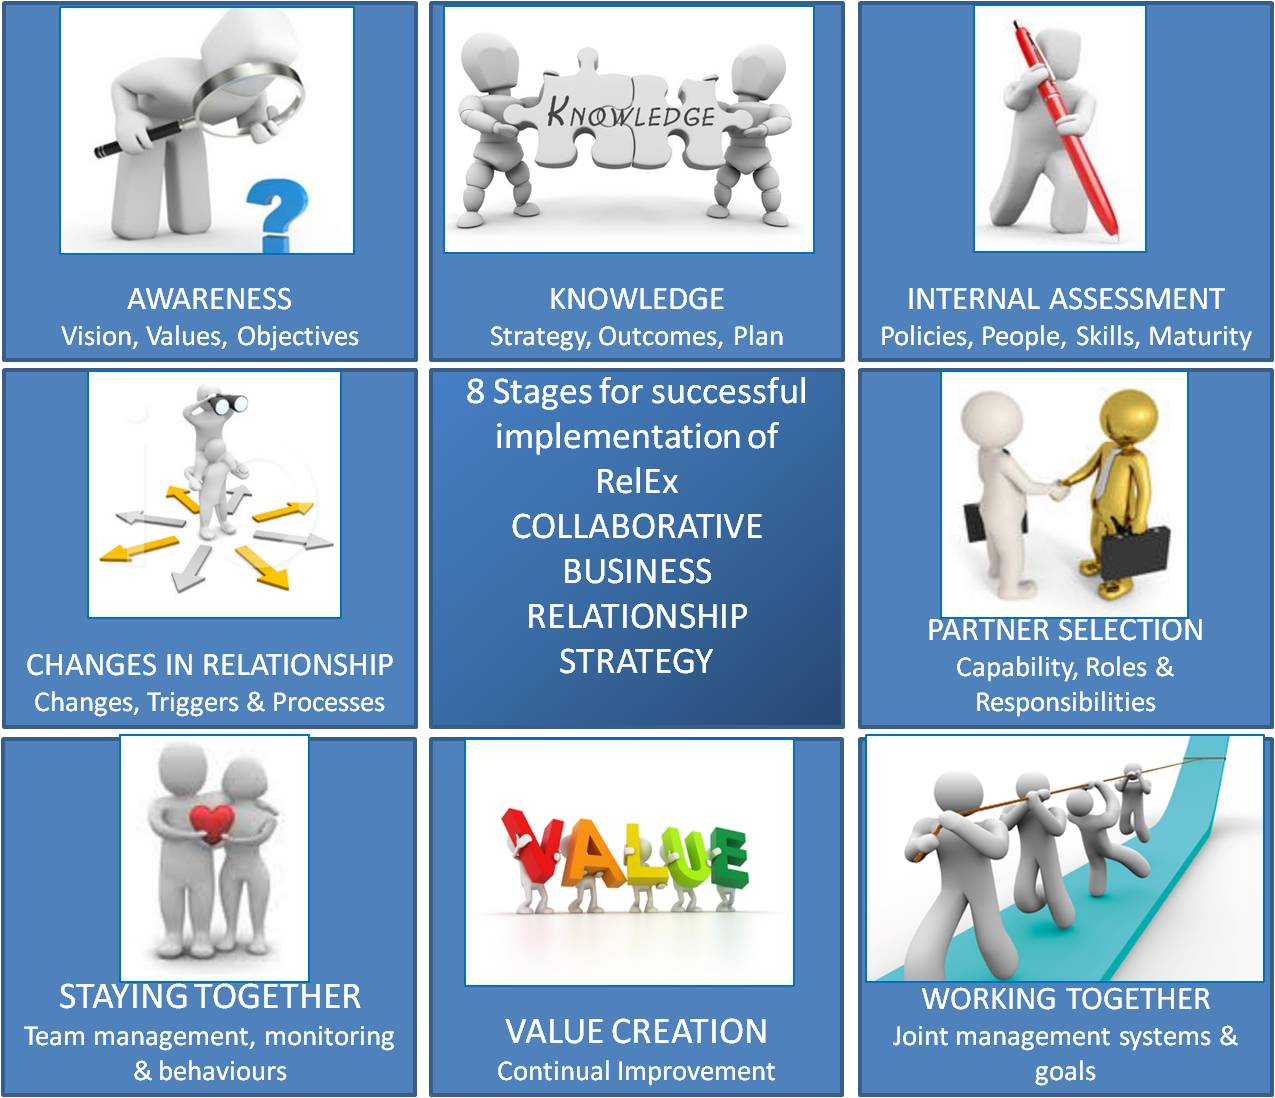 KNOWLEDGE
AWARENESS
Vision, Values, Objectives
KNOWLEDGE
Strategy, Outcomes, Plan
INTERNAL ASSESSMENT
Policies, People, Skills, Maturity
CHANGES IN RELATIONSHIP
Changes, Triggers & Processes
8 Stages for successful
implementation of
RelEx
COLLABORATIVE
BUSINESS
RELATIONSHIP
STRATEGY
PARTNER SELECTION
Capability, Roles &
Responsibilities
STAYING TOGETHER
Team management, monitoring
& behaviours
VALUE
VALUE CREATION
Continual Improvement
WORKING TOGETHER
Joint management systems &
goals